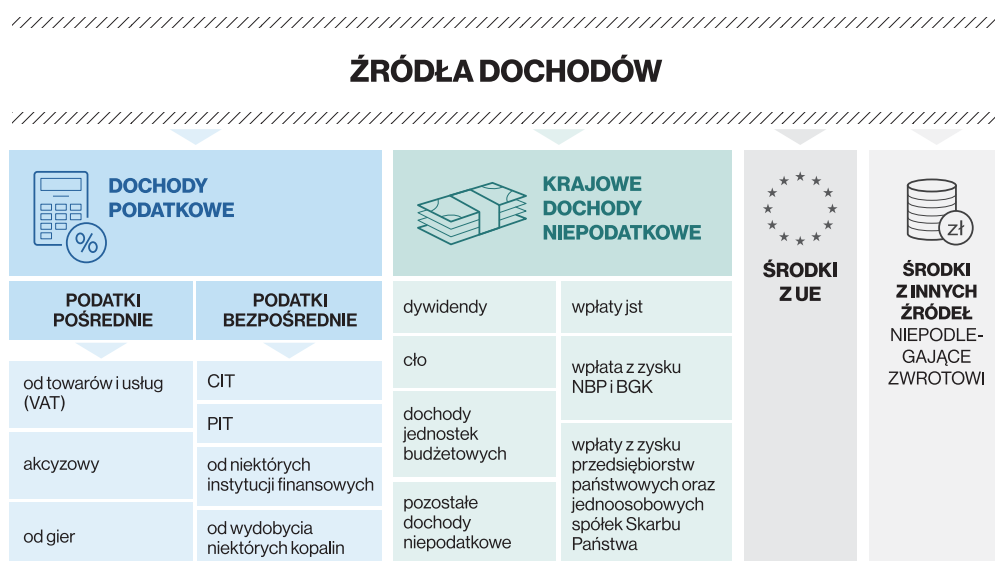 ŹRÓDŁA DOCHODÓW
%
DOCHODY
PODATKOWE
PODATKI
POŚREDNIE
od towarów i usług
(VAT)
akcyzowy
od gier
PODATKI
BEZPOŚREDNIE
CIT
PIT
od niektórych
instytucji finansowych
od wydobycia
niektórych kopalin
KRAJOWE
DOCHODY
NIEPODATKOWE
dywidendy
cło
dochody
jednostek
budżetowych
pozostałe
dochody
niepodatkowe
wpłaty jst
wpłata z zysku
NBP i BGK
wpłaty z zysku
przedsiębiorstw
państwowych oraz
jednoosobowych
spółek Skarbu
Państwa
ŚRODKI
Z UE
zł
ŚRODKI
Z INNYCH
ŹRÓDEŁ
NIEPODLE-
GAJĄCE
ZWROTOWI